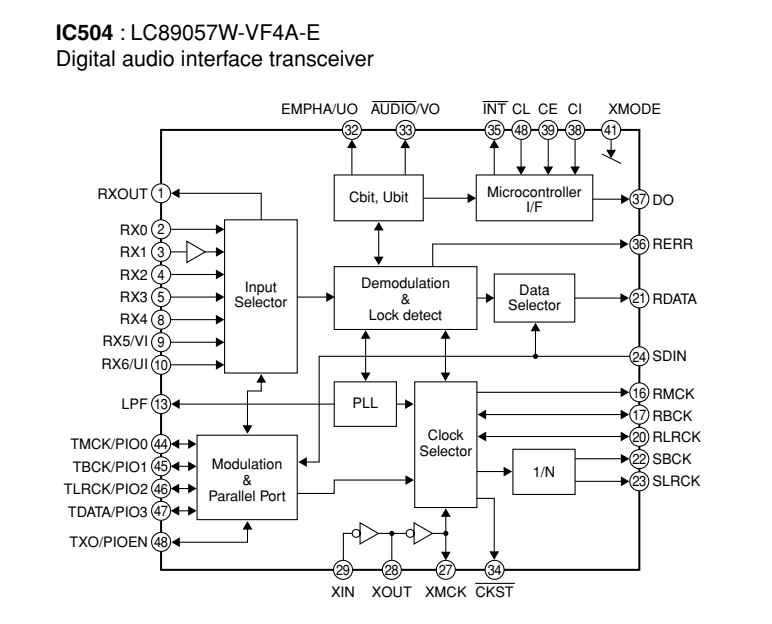 IC504 : LC89057W-VF4A-E
Digital audio interface transceiver
EMPHA/UO AUDIO/VO INT CL CE CI XMODE
32 33 35 48 39 38 41
RXOUT 1
Cbit, Ubit
Microcontroller
I/F
37 DO
RX0 2
RX1 3
RX2 4
RX3 5
RX4 8
RX5/VI 9
RX6/UI 10
Input
Selector
36 RERR
Demodulation
&
Lock detect
Data
Selector
21 RDATA
24 SDIN
LPF 13
PLL
Clock
Selector
16 RMCK
17 RBCK
20 RLRCK
22 SBCK
23 SLRCK
1/N
TMCK/PIO0 44
TBCK/PIO1 45
TLRCK/PIO2 46
TDATA/PIO3 47
TXO/PIOEN 48
Modulation
&
Parallel Port
29 28 27 34
XIN XOUT XMCK CKST